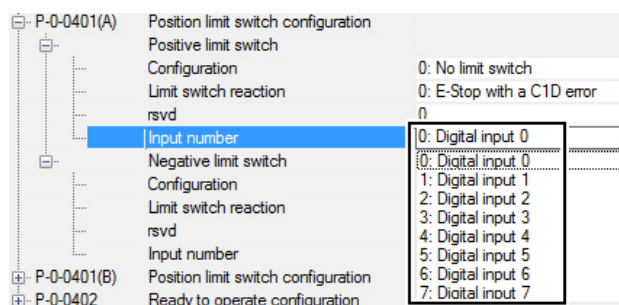 P-0-0401(A) Position limit switch configuration
Positive limit switch
Configuration 0: No limit switch
Limit switch reaction 0: E-Stop with a C1D error
rsvd 0
Input number 0: Digital input 0
Negative limit switch 0: Digital input 0
Configuration 1: Digital input 1
2: Digital input 2
Limit switch reaction 3: Digital input 3
rsvd 4: Digital input 4
5: Digital input 5
Input number
P-0-0401(B) Position limit switch configuration 6: Digital input 6
P-0-0402 Ready to operate configuration 7: Digital input 7